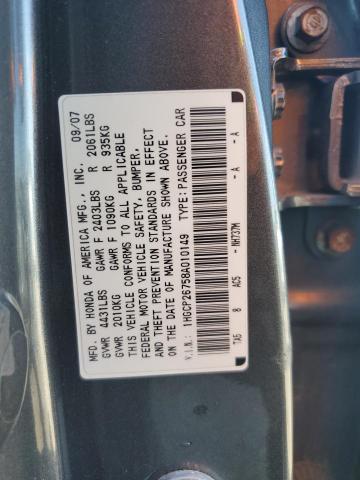 MFD. BY HONDA OF AMERICA MFG., INC. 09/07
GVWR 4431LBS GAWR F 2403LBS R 2061LBS
GVWR 2010KG GAWR F 1090KG R 935KG
THIS VEHICLE CONFORMS TO ALL APPLICABLE
FEDERAL MOTOR VEHICLE SAFETY, BUMPER,
AND THEFT PREVENTION STANDARDS IN EFFECT
ON THE DATE OF MANUFACTURE SHOWN ABOVE.
V.I.N.: 1HGCP26758A010149 TYPE: PASSENGER CAR
TA5 8 AC5 - NH737M - A - A